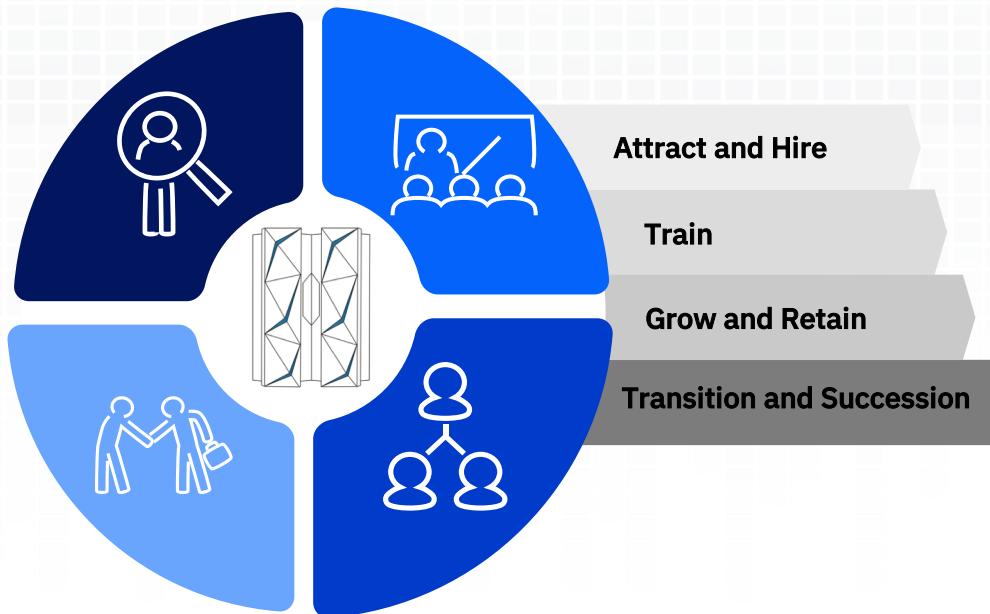 Attract and Hire
Train
Grow and Retain
Transition and Succession